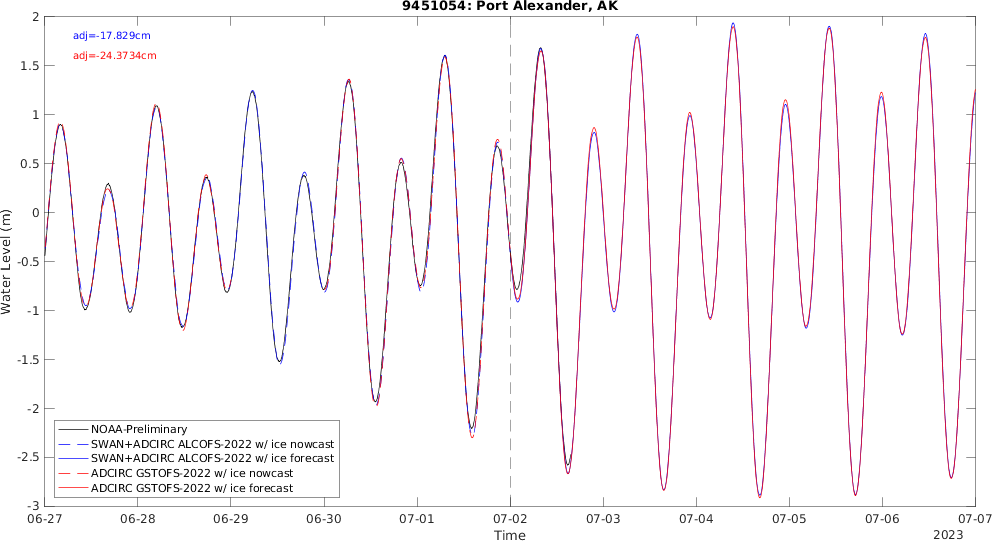 9451054: Port Alexander, AK
adj=-17.829cm
adj=-24.3734cm
2
1.5
1
0.5
0
-0.5
-1
-1.5
-2
-2.5
-3
Water Level (m)
NOAA-Preliminary
SWAN+ADCIRC ALCOFS-2022 w/ ice nowcast
SWAN+ADCIRC ALCOFS-2022 w/ ice forecast
ADCIRC GSTOFS-2022 w/ ice nowcast
ADCIRC GSTOFS-2022 w/ ice forecast
06-27 06-28 06-29 06-30 07-01 07-02 07-03 07-04 07-05 07-06 07-07
Time
2023